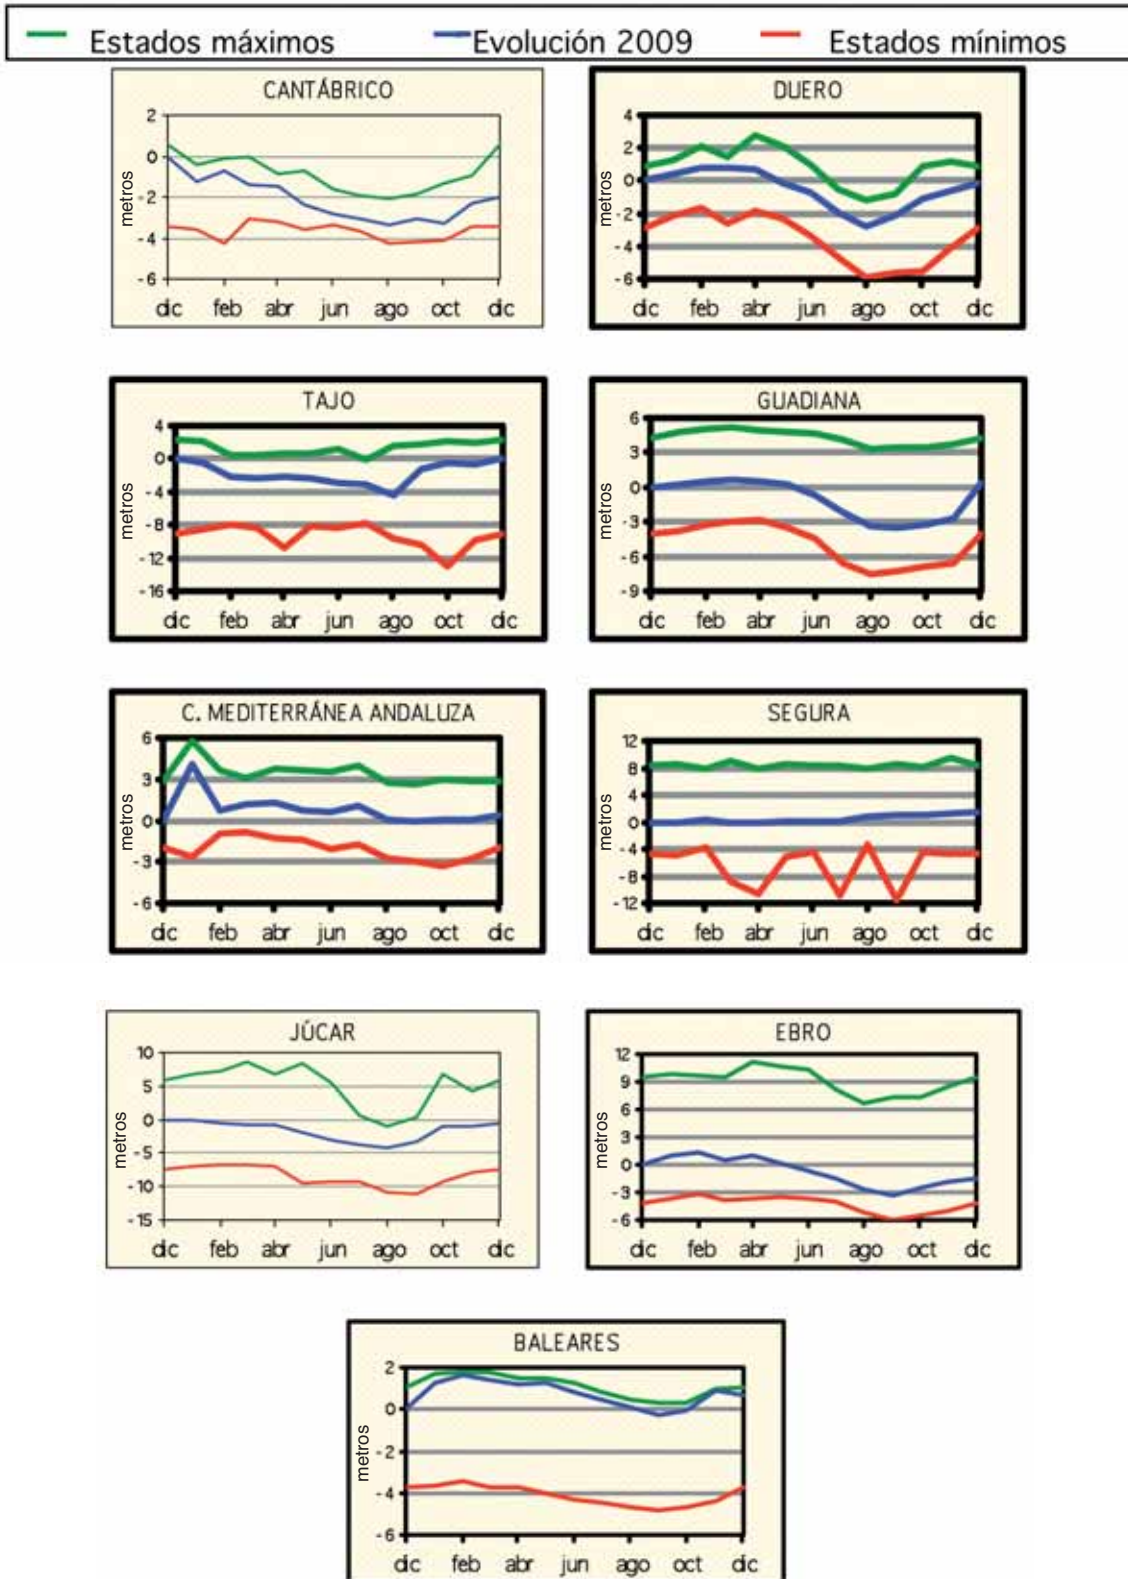 Estados máximos Evolución 2009 Estados mínimos
CANTÁBRICO
2
0
-2
-4
-6
metros
dic feb abr jun ago oct dic
DUERO
4
2
0
-2
-4
-6
metros
dic feb abr jun ago oct dic
TAJO
4
0
-4
-8
-12
-16
metros
dic feb abr jun ago oct dic
GUADIANA
6
3
0
-3
-6
-9
metros
dic feb abr jun ago oct dic
C. MEDITERRÁNEA ANDALUZA
6
3
0
-3
-6
metros
dic feb abr jun ago oct dic
SEGURA
12
8
4
0
-4
-8
-12
metros
dic feb abr jun ago oct dic
JÚCAR
10
5
0
-5
-10
-15
metros
dic feb abr jun ago oct dic
EBRO
12
9
6
3
0
-3
-6
metros
dic feb abr jun ago oct dic
BALEARES
2
0
-2
-4
-6
metros
dic feb abr jun ago oct dic